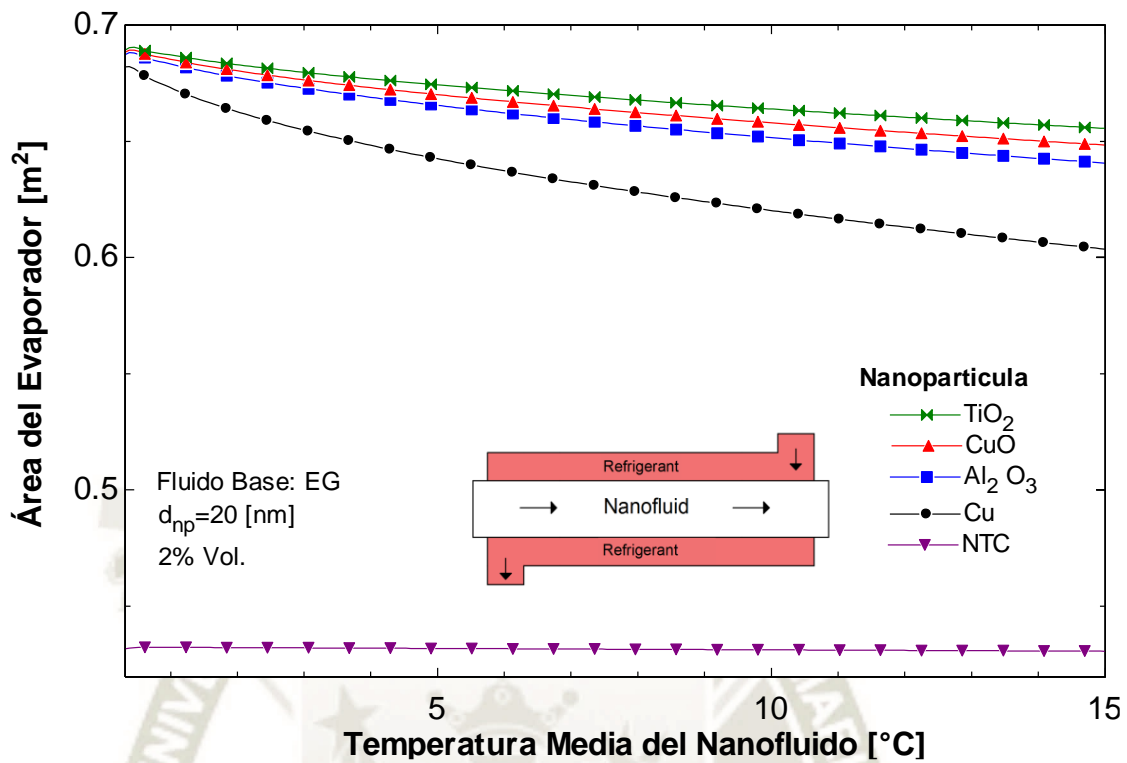 0.7
0.6
0.5
Área del Evaporador [m²]
Nanoparticula
TiO₂
CuO
Al₂ O₃
Cu
NTC
Fluido Base: EG
dₙₚ=20 [nm]
2% Vol.
Refrigerant
Nanofluid
Refrigerant
5
10
15
Temperatura Media del Nanofluido [°C]